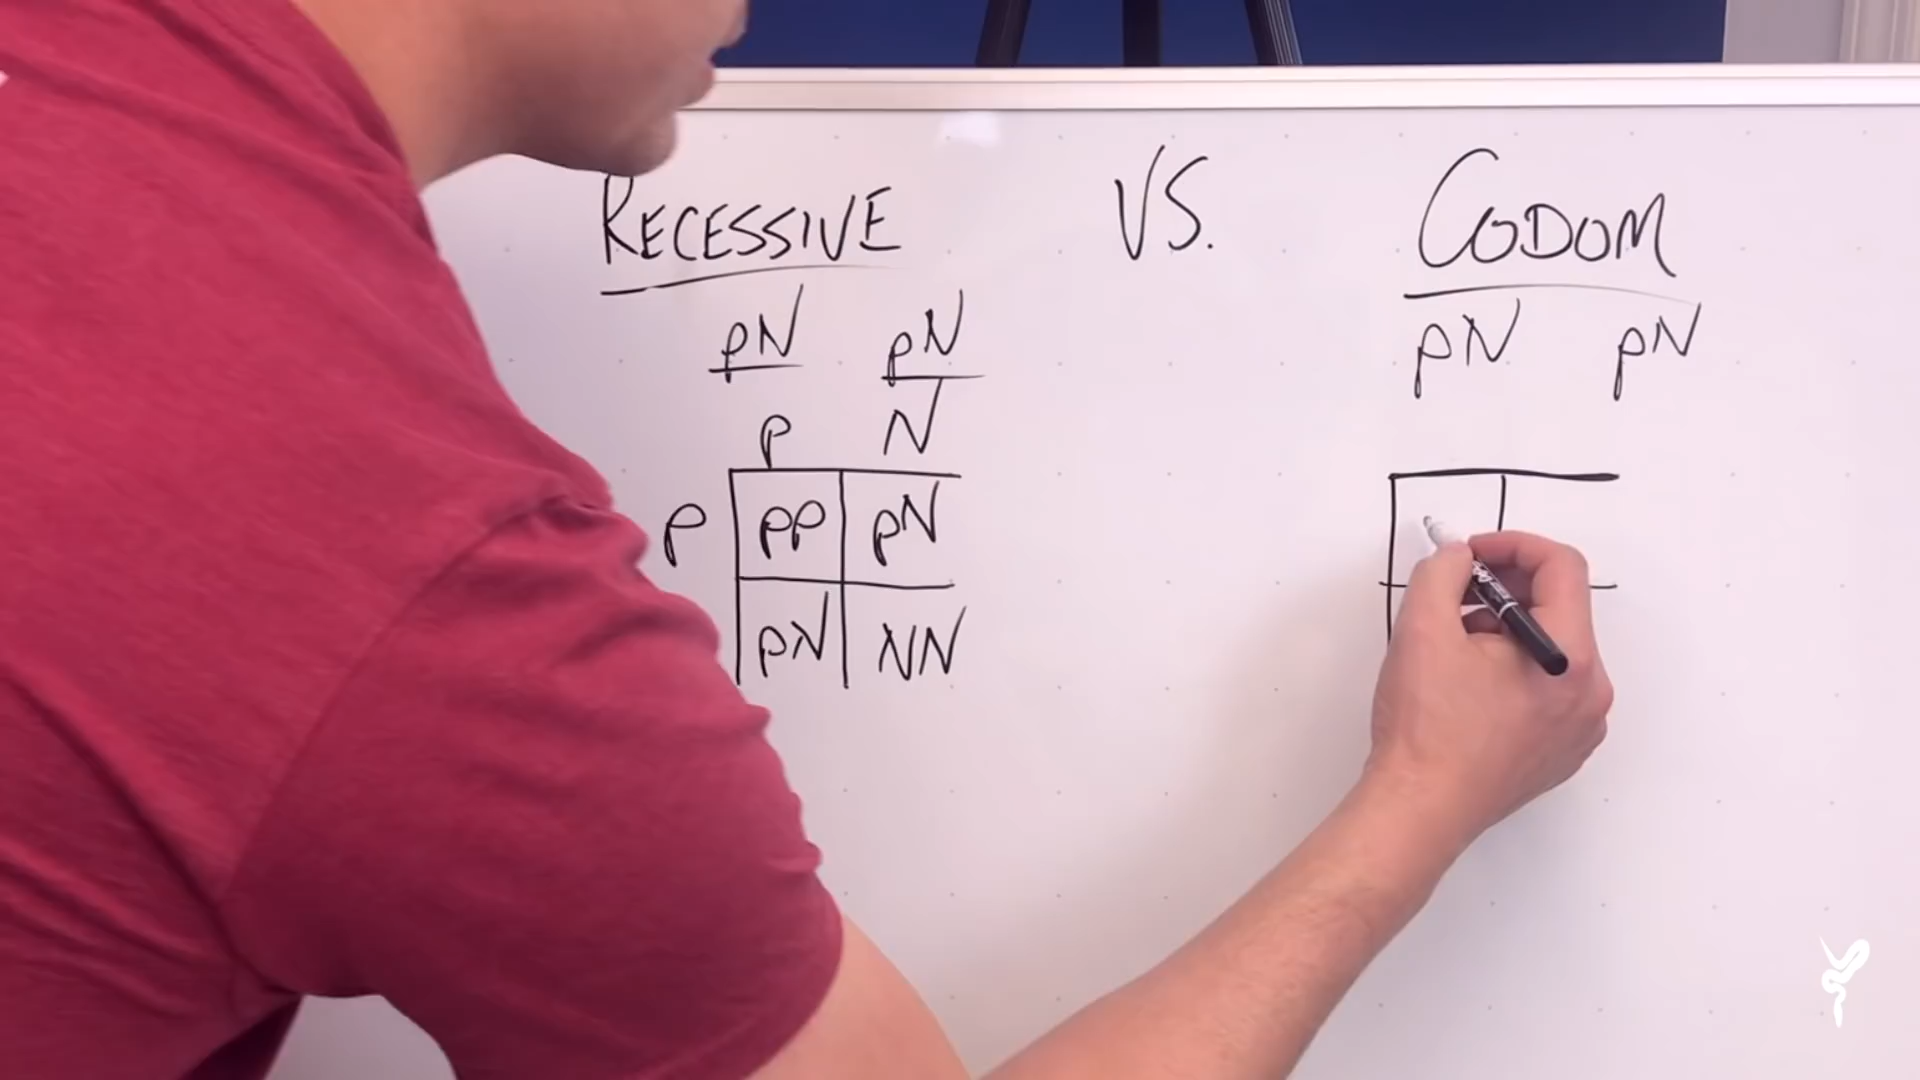 RECESSIVE VS. CODOM
pN pN pN pN
p N
p pp pN
pN NN